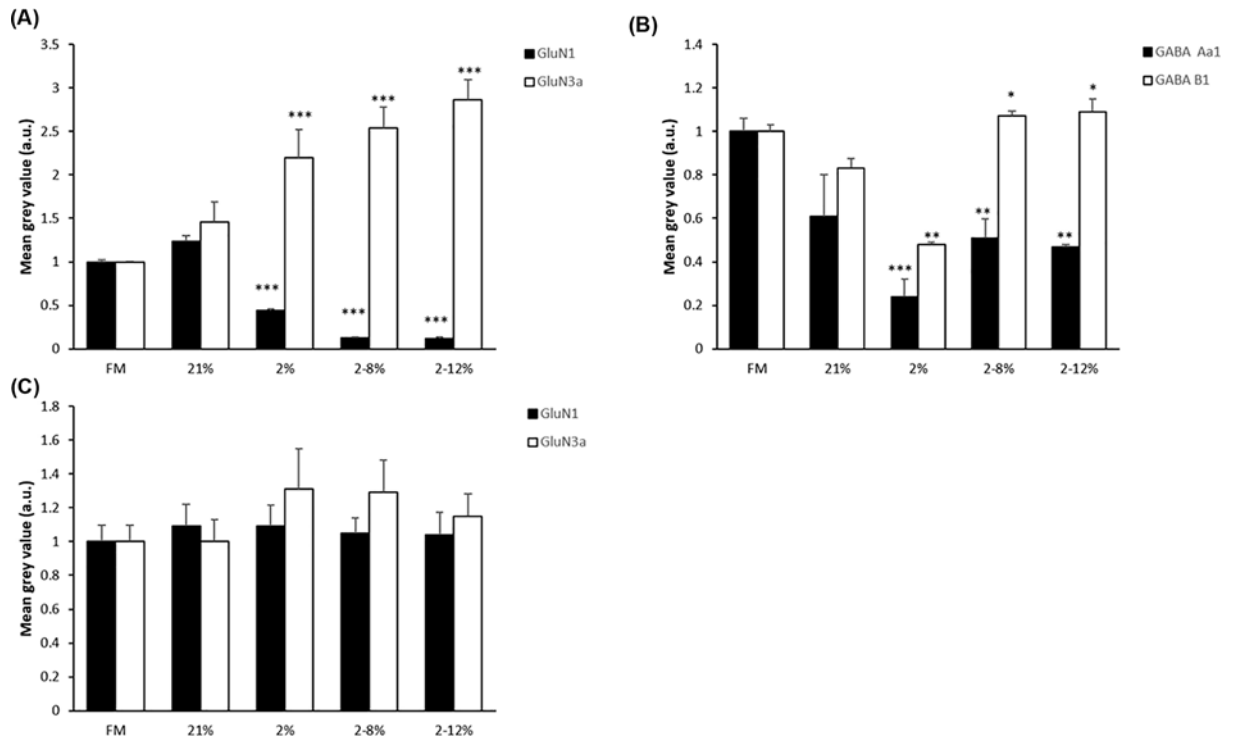 (A)
Mean grey value (a.u.)
3.5
3
2.5
2
1.5
1
0.5
0
***
***
***
***
***
***
FM 21% 2% 2-8% 2-12%
GluN1
GluN3a
(B)
Mean grey value (a.u.)
1.4
1.2
1
0.8
0.6
0.4
0.2
0
***
**
**
*
**
*
FM 21% 2% 2-8% 2-12%
GABA Aa1
GABA B1
(C)
Mean grey value (a.u.)
1.8
1.6
1.4
1.2
1
0.8
0.6
0.4
0.2
0
FM 21% 2% 2-8% 2-12%
GluN1
GluN3a